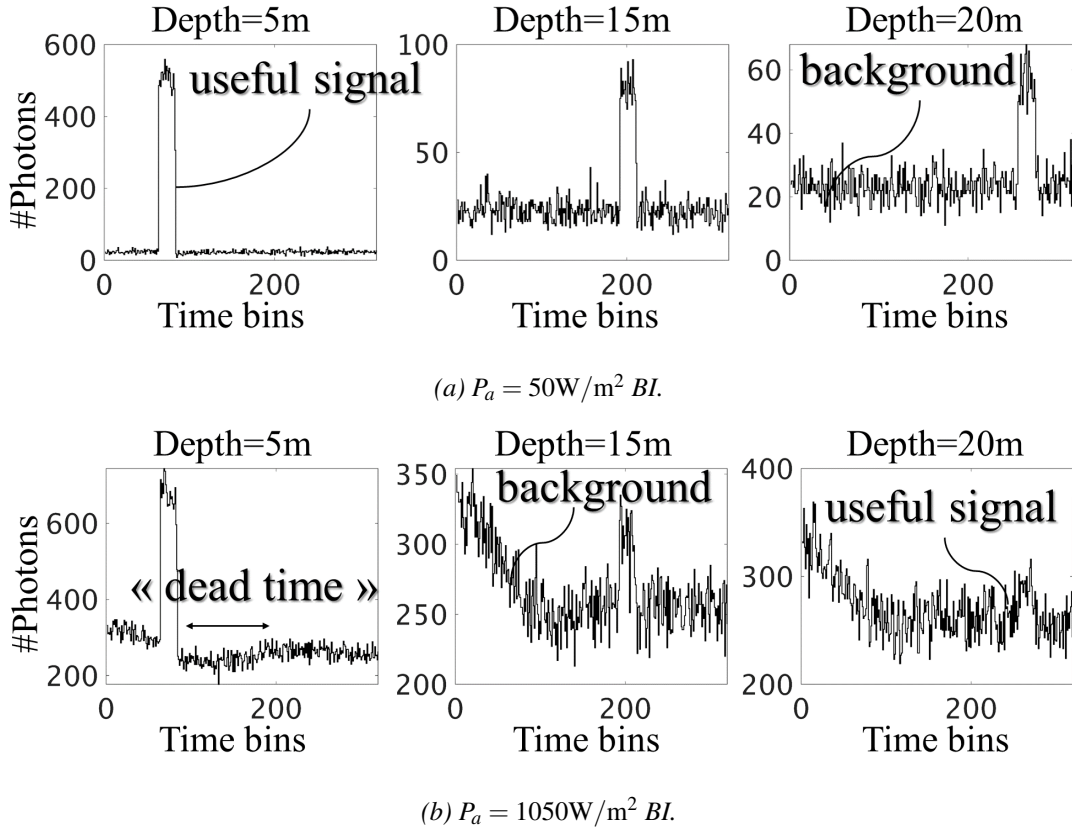 Depth=5m Depth=15m Depth=20m
600 100 60
useful signal background
#Photons
400 50 40
200 20
0 0 0
0 200 0 200 0 200
Time bins Time bins Time bins
(a) Pₐ = 50W/m² BI.
Depth=5m Depth=15m Depth=20m
350 400
background useful signal
#Photons
600 300
« dead time »
400 250 300
200 200 200
0 200 0 200 0 200
Time bins Time bins Time bins
(b) Pₐ = 1050W/m² BI.